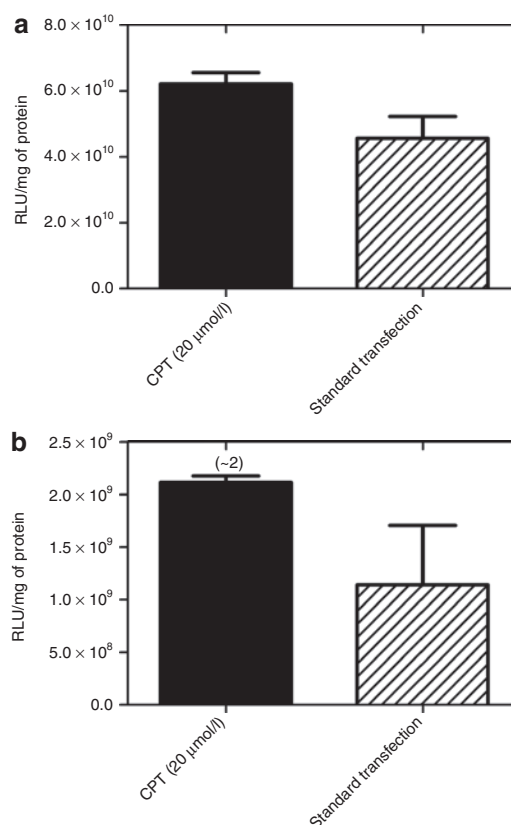 a
8.0 × 10¹⁰
6.0 × 10¹⁰
4.0 × 10¹⁰
2.0 × 10¹⁰
0.0
RLU/mg of protein
CPT (20 μmol/l)
Standard transfection
b
2.5 × 10⁹
2.0 × 10⁹
1.5 × 10⁹
1.0 × 10⁹
5.0 × 10⁸
0.0
RLU/mg of protein
(~2)
CPT (20 μmol/l)
Standard transfection